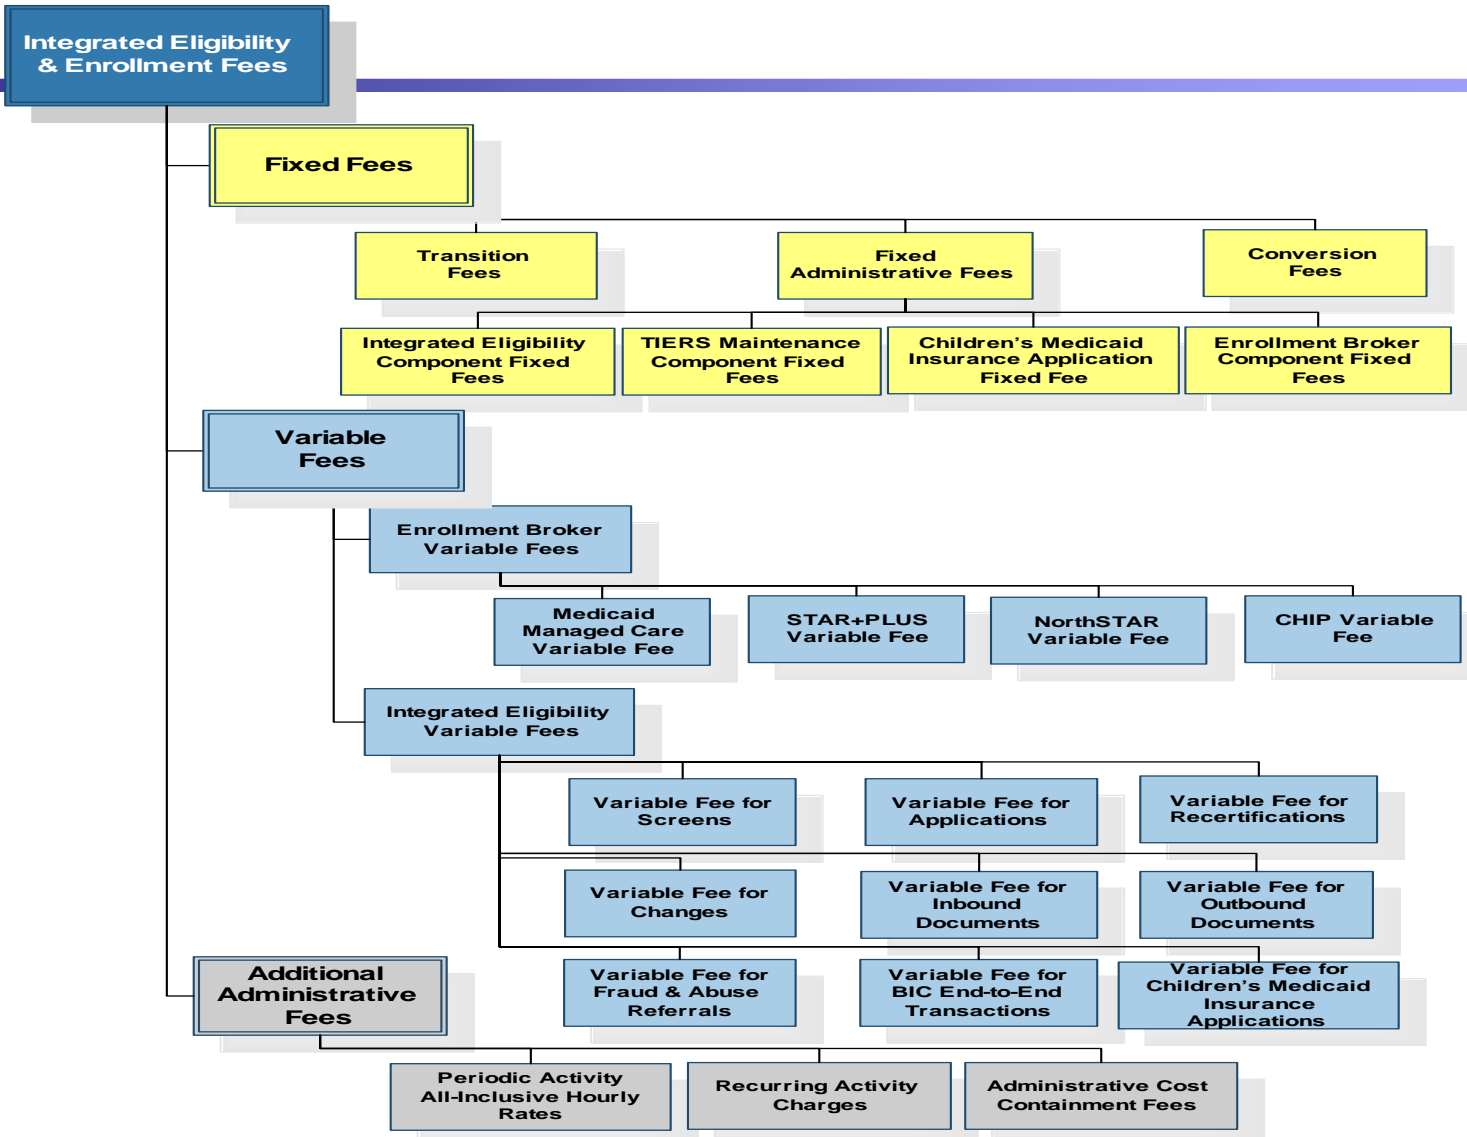 Integrated Eligibility
& Enrollment Fees
Fixed Fees
Transition
Fees
Fixed
Administrative Fees
Conversion
Fees
Integrated Eligibility
Component Fixed
Fees
TIERS Maintenance
Component Fixed
Fees
Children's Medicaid
Insurance Application
Fixed Fee
Enrollment Broker
Component Fixed
Fees
Variable
Fees
Enrollment Broker
Variable Fees
Medicaid
Managed Care
Variable Fee
STAR+PLUS
Variable Fee
NorthSTAR
Variable Fee
CHIP Variable
Fee
Integrated Eligibility
Variable Fees
Variable Fee for
Screens
Variable Fee for
Applications
Variable Fee for
Recertifications
Variable Fee for
Changes
Variable Fee for
Inbound
Documents
Variable Fee for
Outbound
Documents
Variable Fee for
Fraud & Abuse
Referrals
Variable Fee for
BIC End-to-End
Transactions
Variable Fee for
Children's Medicaid
Insurance
Applications
Additional
Administrative
Fees
Periodic Activity
All-Inclusive Hourly
Rates
Recurring Activity
Charges
Administrative Cost
Containment Fees